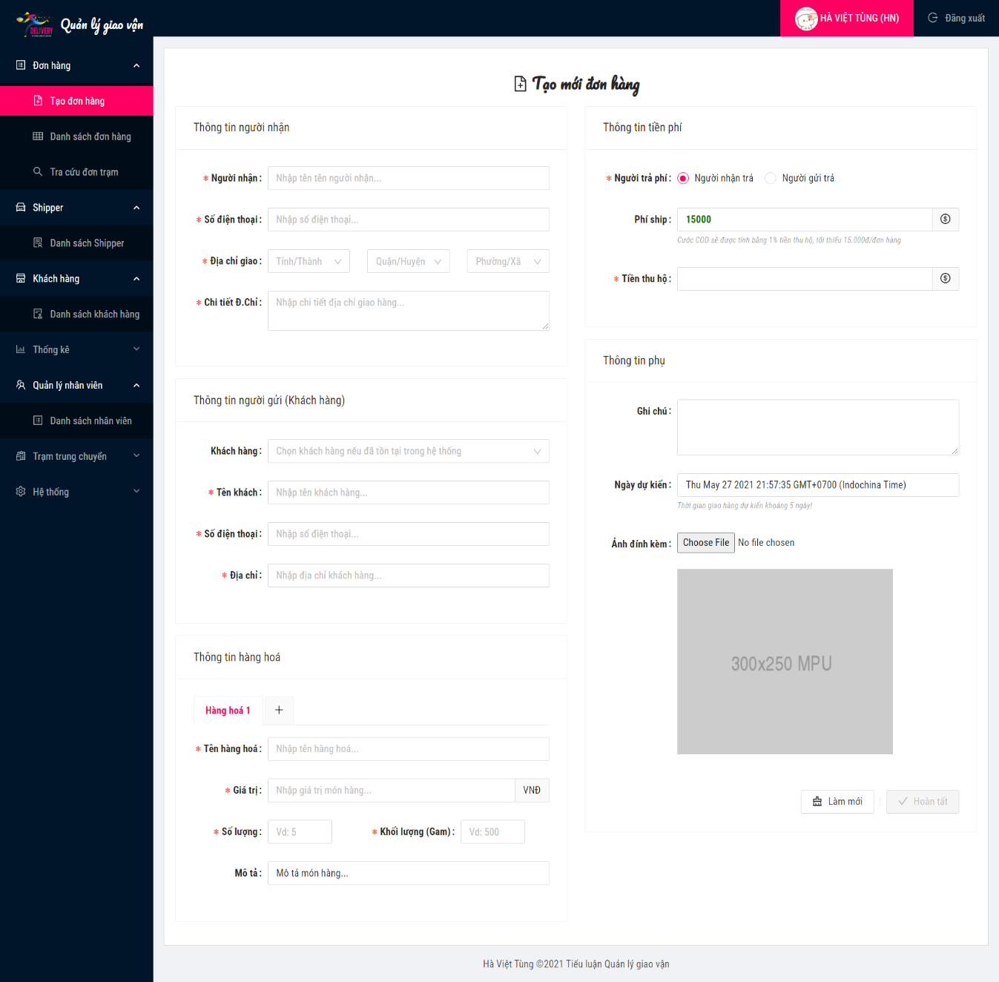 DELIVERY
Quản lý giao vận
HÀ VIỆT TÙNG (HN)
Đăng xuất
Đơn hàng
Tạo đơn hàng
Danh sách đơn hàng
Tra cứu đơn trạm
Shipper
Danh sách Shipper
Khách hàng
Danh sách khách hàng
Thống kê
Quản lý nhân viên
Danh sách nhân viên
Trạm trung chuyển
Hệ thống
Tạo mới đơn hàng
Thông tin người nhận
* Người nhận :
Nhập tên tên người nhận...
* Số điện thoại :
Nhập số điện thoại...
* Địa chỉ giao :
Tỉnh/Thành
Quận/Huyện
Phường/Xã
* Chi tiết Đ.Chỉ :
Nhập chi tiết địa chỉ giao hàng...
Thông tin người gửi (Khách hàng)
Khách hàng :
Chọn khách hàng nếu đã tồn tại trong hệ thống
* Tên khách :
Nhập tên khách hàng...
* Số điện thoại :
Nhập số điện thoại...
* Địa chỉ :
Nhập địa chỉ khách hàng...
Thông tin hàng hoá
Hàng hoá 1
+
* Tên hàng hoá :
Nhập tên hàng hoá...
* Giá trị :
Nhập giá trị món hàng...
VNĐ
* Số lượng :
Vd: 5
* Khối lượng (Gam) :
Vd: 500
Mô tả :
Mô tả món hàng...
Thông tin tiền phí
* Người trả phí :
Người nhận trả
Người gửi trả
Phí ship :
15000
Cước COD sẽ được tính bằng 1% tiền thu hộ, tối thiểu 15.000đ/đơn hàng
* Tiền thu hộ :
Thông tin phụ
Ghi chú :
Ngày dự kiến :
Thu May 27 2021 21:57:35 GMT+0700 (Indochina Time)
Thời gian giao hàng dự kiến khoảng 5 ngày!
Ảnh đính kèm :
Choose File
No file chosen
300x250 MPU
Làm mới
Hoàn tất
Hà Việt Tùng ©2021 Tiểu luận Quản lý giao vận